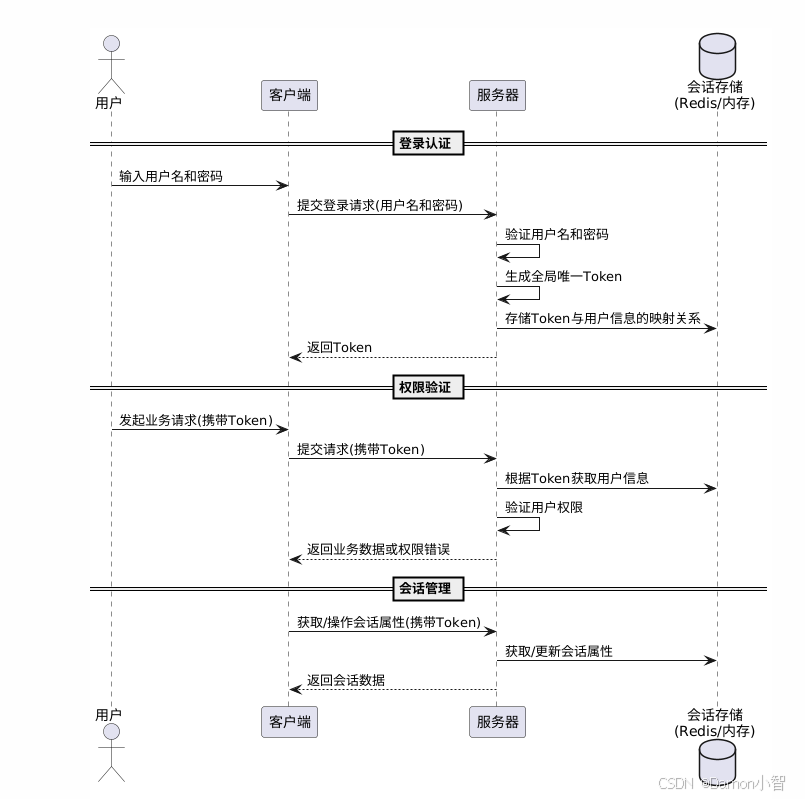 用户
客户端
服务器
会话存储
(Redis/内存)
登录认证
输入用户名和密码
提交登录请求(用户名和密码)
验证用户名和密码
生成全局唯一Token
存储Token与用户信息的映射关系
返回Token
权限验证
发起业务请求(携带Token)
提交请求(携带Token)
根据Token获取用户信息
验证用户权限
返回业务数据或权限错误
会话管理
获取/操作会话属性(携带Token)
获取/更新会话属性
返回会话数据
用户
客户端
服务器
会话存储
(Redis/内存)
CSDN @Damon小智